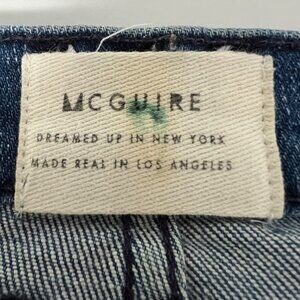 MCGUIRE
DREAMED UP IN NEW YORK
MADE REAL IN LOS ANGELES